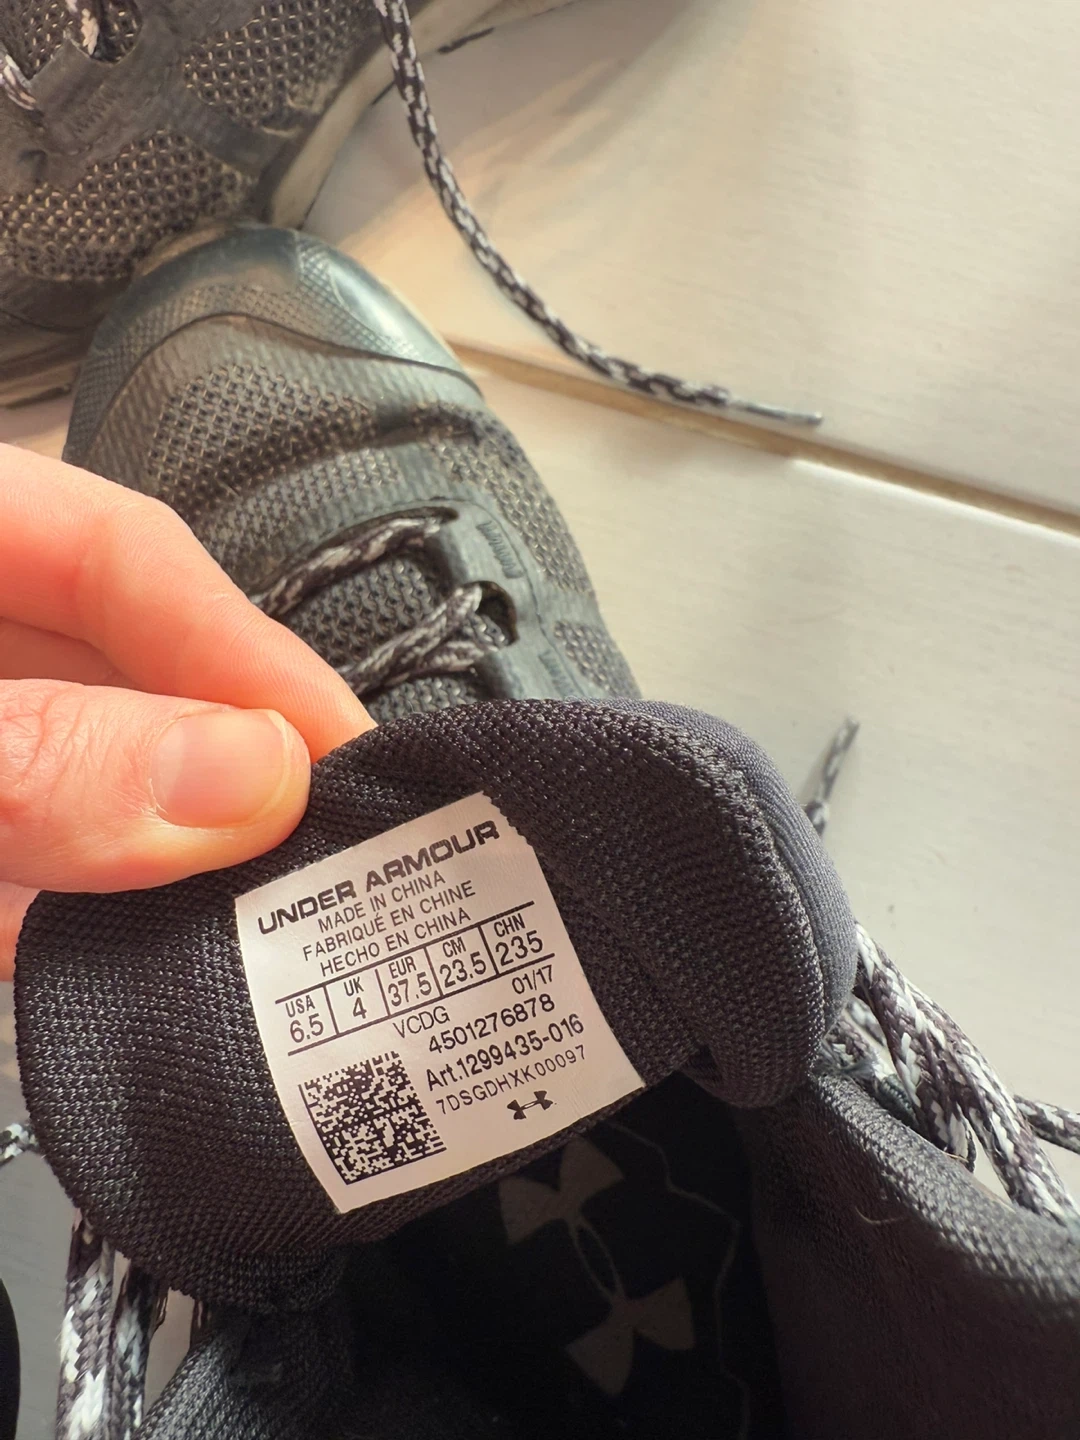 UNDER ARMOUR
MADE IN CHINA
FABRIQUÉ EN CHINE
HECHO EN CHINA
USA UK EUR CM CHN
6.5 4 37.5 23.5 235
VCDG 01/17
4501276878
Art.1299435-016
7DSGDHXK00097